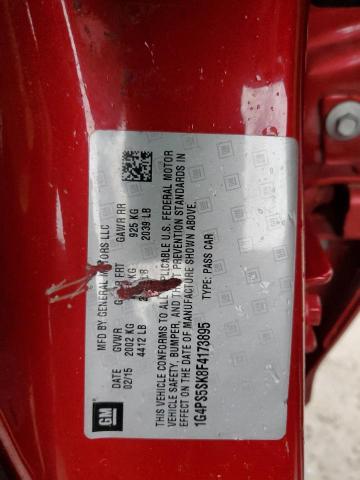 MFD BY GENERAL MOTORS LLC
DATE GVWR GAWR RR
02/15 2002 KG 925 KG
4412 LB 2039 LB
THIS VEHICLE CONFORMS TO ALL APPLICABLE U.S. FEDERAL MOTOR
VEHICLE SAFETY, BUMPER, AND THEFT PREVENTION STANDARDS IN
EFFECT ON THE DATE OF MANUFACTURE SHOWN ABOVE.
1G4PS5SK8F4173895 TYPE: PASS CAR
GM